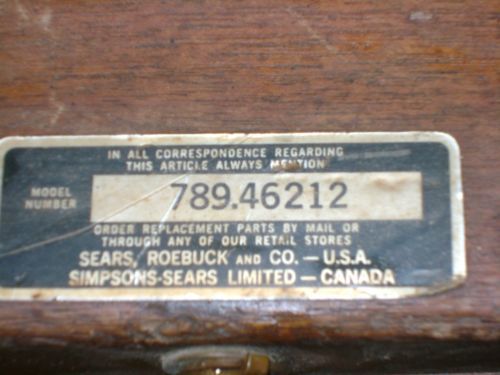 IN ALL CORRESPONDENCE REGARDING
THIS ARTICLE ALWAYS MENTION
MODEL
NUMBER
789.46212
ORDER REPLACEMENT PARTS BY MAIL OR
THROUGH ANY OF OUR RETAIL STORES
SEARS, ROEBUCK AND CO. — U.S.A.
SIMPSONS-SEARS LIMITED — CANADA